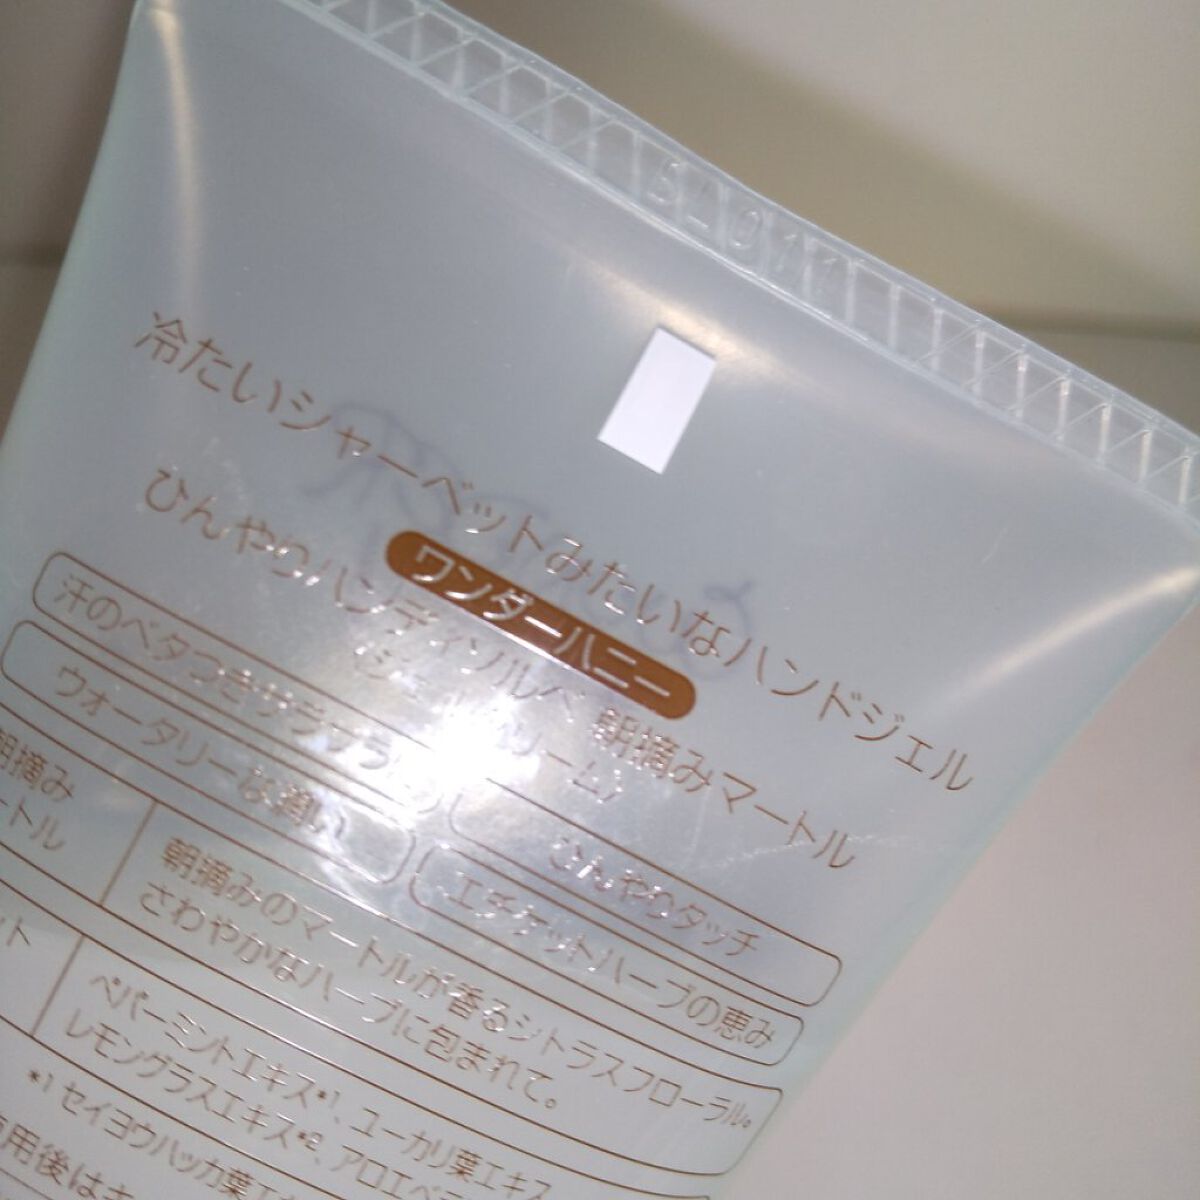 冷たいシャーベットみたいなハンドジェル
ワンダーハニー
ひんやりハンディソルベ 朝摘みマートル
汗のベタつきサラサラに
ひんやりタッチ
ウォータリーな潤い
エチケットハーブの恵み
朝摘み
ートル
朝摘みのマートルが香るシトラスフローラル。
さわやかなハーブに包まれて。
ット
ペパーミントエキス*1、ユーカリ葉エキス
レモングラスエキス*2、アロエベ
*1 セイヨウハッカ葉エ
用後は